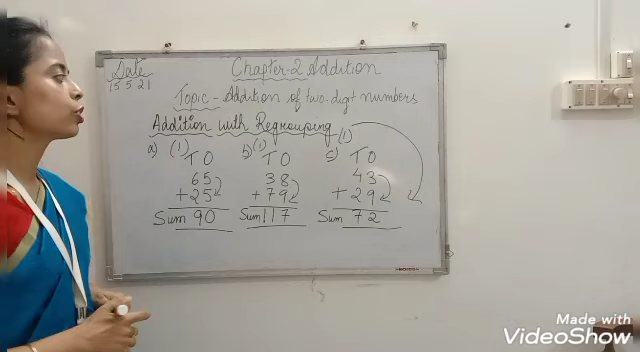 Date
15 5 21
Chapter-2 Addition
Topic - Addition of two-digit numbers
Addition with Regrouping
a) (1) T O
65
+ 25
Sum 90
b) (1) T O
38
+ 79
Sum 117
c) (1) T O
43
+ 29
Sum 72
Made with
VideoShow